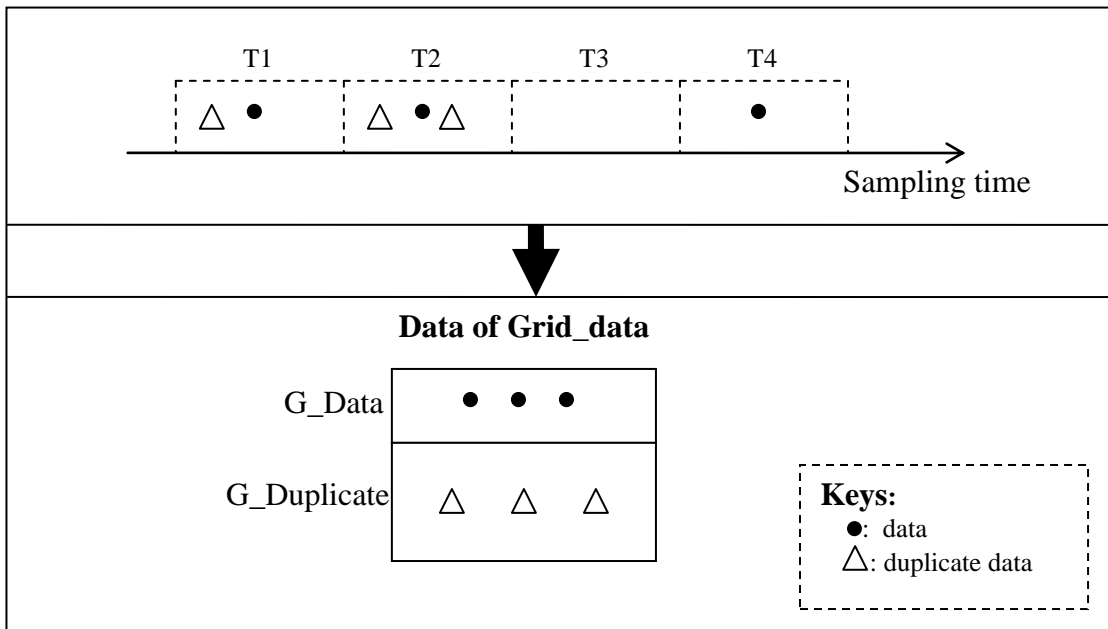 T1 T2 T3 T4
Sampling time
Data of Grid_data
G_Data
G_Duplicate
Keys:
●: data
△: duplicate data